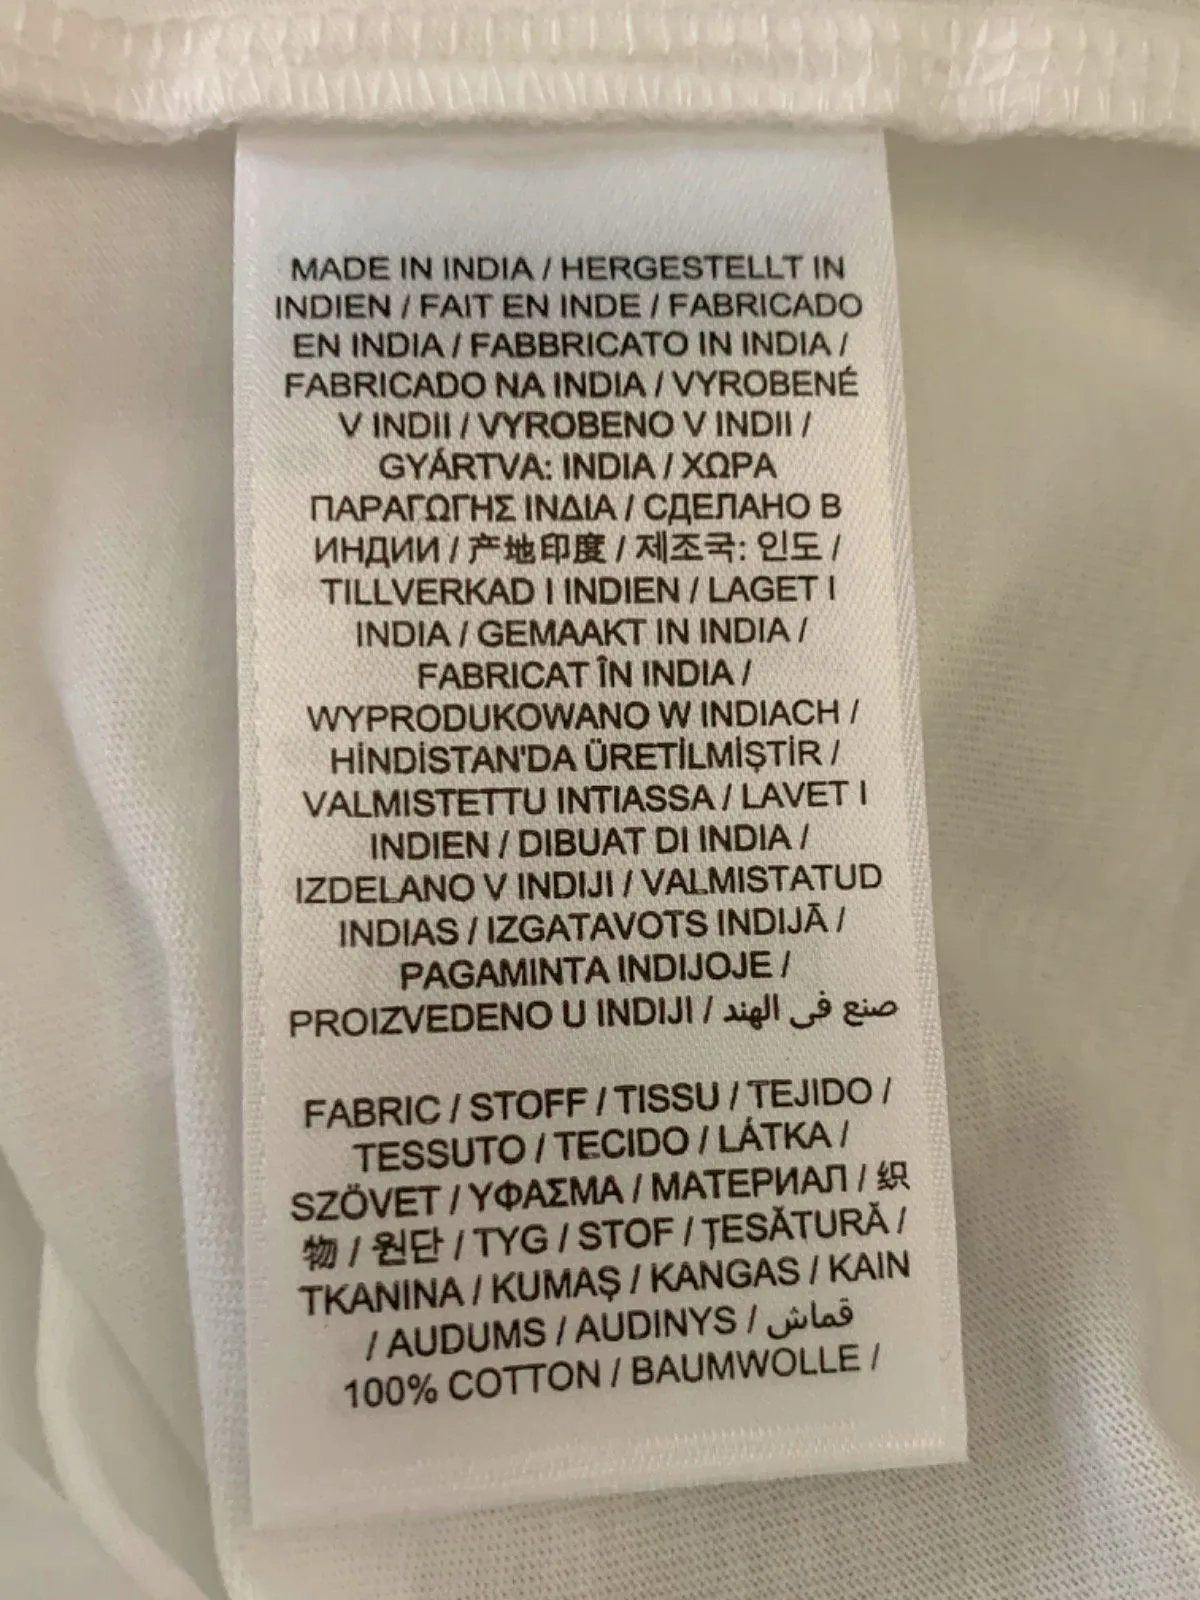 MADE IN INDIA / HERGESTELLT IN
INDIEN / FAIT EN INDE / FABRICADO
EN INDIA / FABBRICATO IN INDIA /
FABRICADO NA INDIA / VYROBENÉ
V INDII / VYROBENO V INDII /
GYÁRTVA: INDIA / ΧΩΡΑ
ΠΑΡΑΓΩΓΗΣ ΙΝΔΙΑ / СДЕЛАНО В
ИНДИИ / 产地印度 / 제조국: 인도 /
TILLVERKAD I INDIEN / LAGET I
INDIA / GEMAAKT IN INDIA /
FABRICAT ÎN INDIA /
WYPRODUKOWANO W INDIACH /
HİNDİSTAN'DA ÜRETİLMİŞTİR /
VALMISTETTU INTIASSA / LAVET I
INDIEN / DIBUAT DI INDIA /
IZDELANO V INDIJI / VALMISTATUD
INDIAS / IZGATAVOTS INDIJĀ /
PAGAMINTA INDIJOJE /
PROIZVEDENO U INDIJI / صنع في الهند
FABRIC / STOFF / TISSU / TEJIDO /
TESSUTO / TECIDO / LÁTKA /
SZÖVET / ΥΦΑΣΜΑ / МАТЕРИАЛ / 织
物 / 원단 / TYG / STOF / ȚESĂTURĂ /
TKANINA / KUMAŞ / KANGAS / KAIN
/ AUDUMS / AUDINYS / قماش
100% COTTON / BAUMWOLLE /